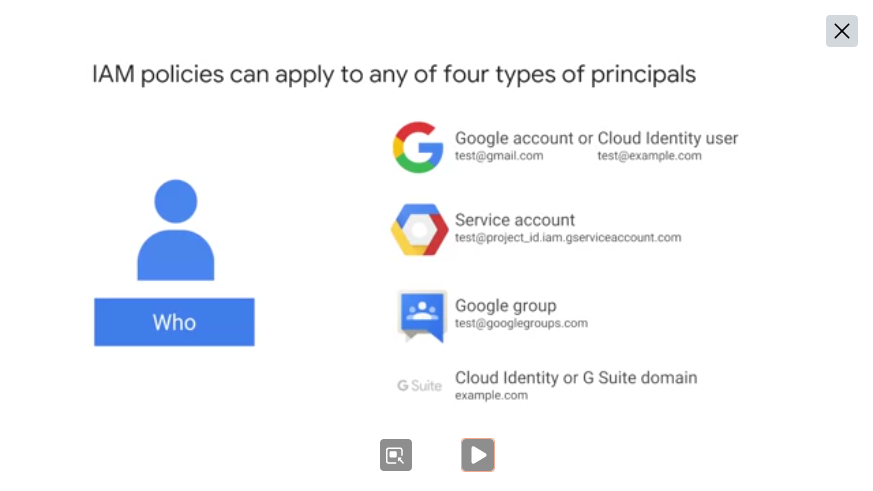 IAM policies can apply to any of four types of principals
Who
Google account or Cloud Identity user
test@gmail.com test@example.com
Service account
test@project_id.iam.gserviceaccount.com
Google group
test@googlegroups.com
G Suite
Cloud Identity or G Suite domain
example.com